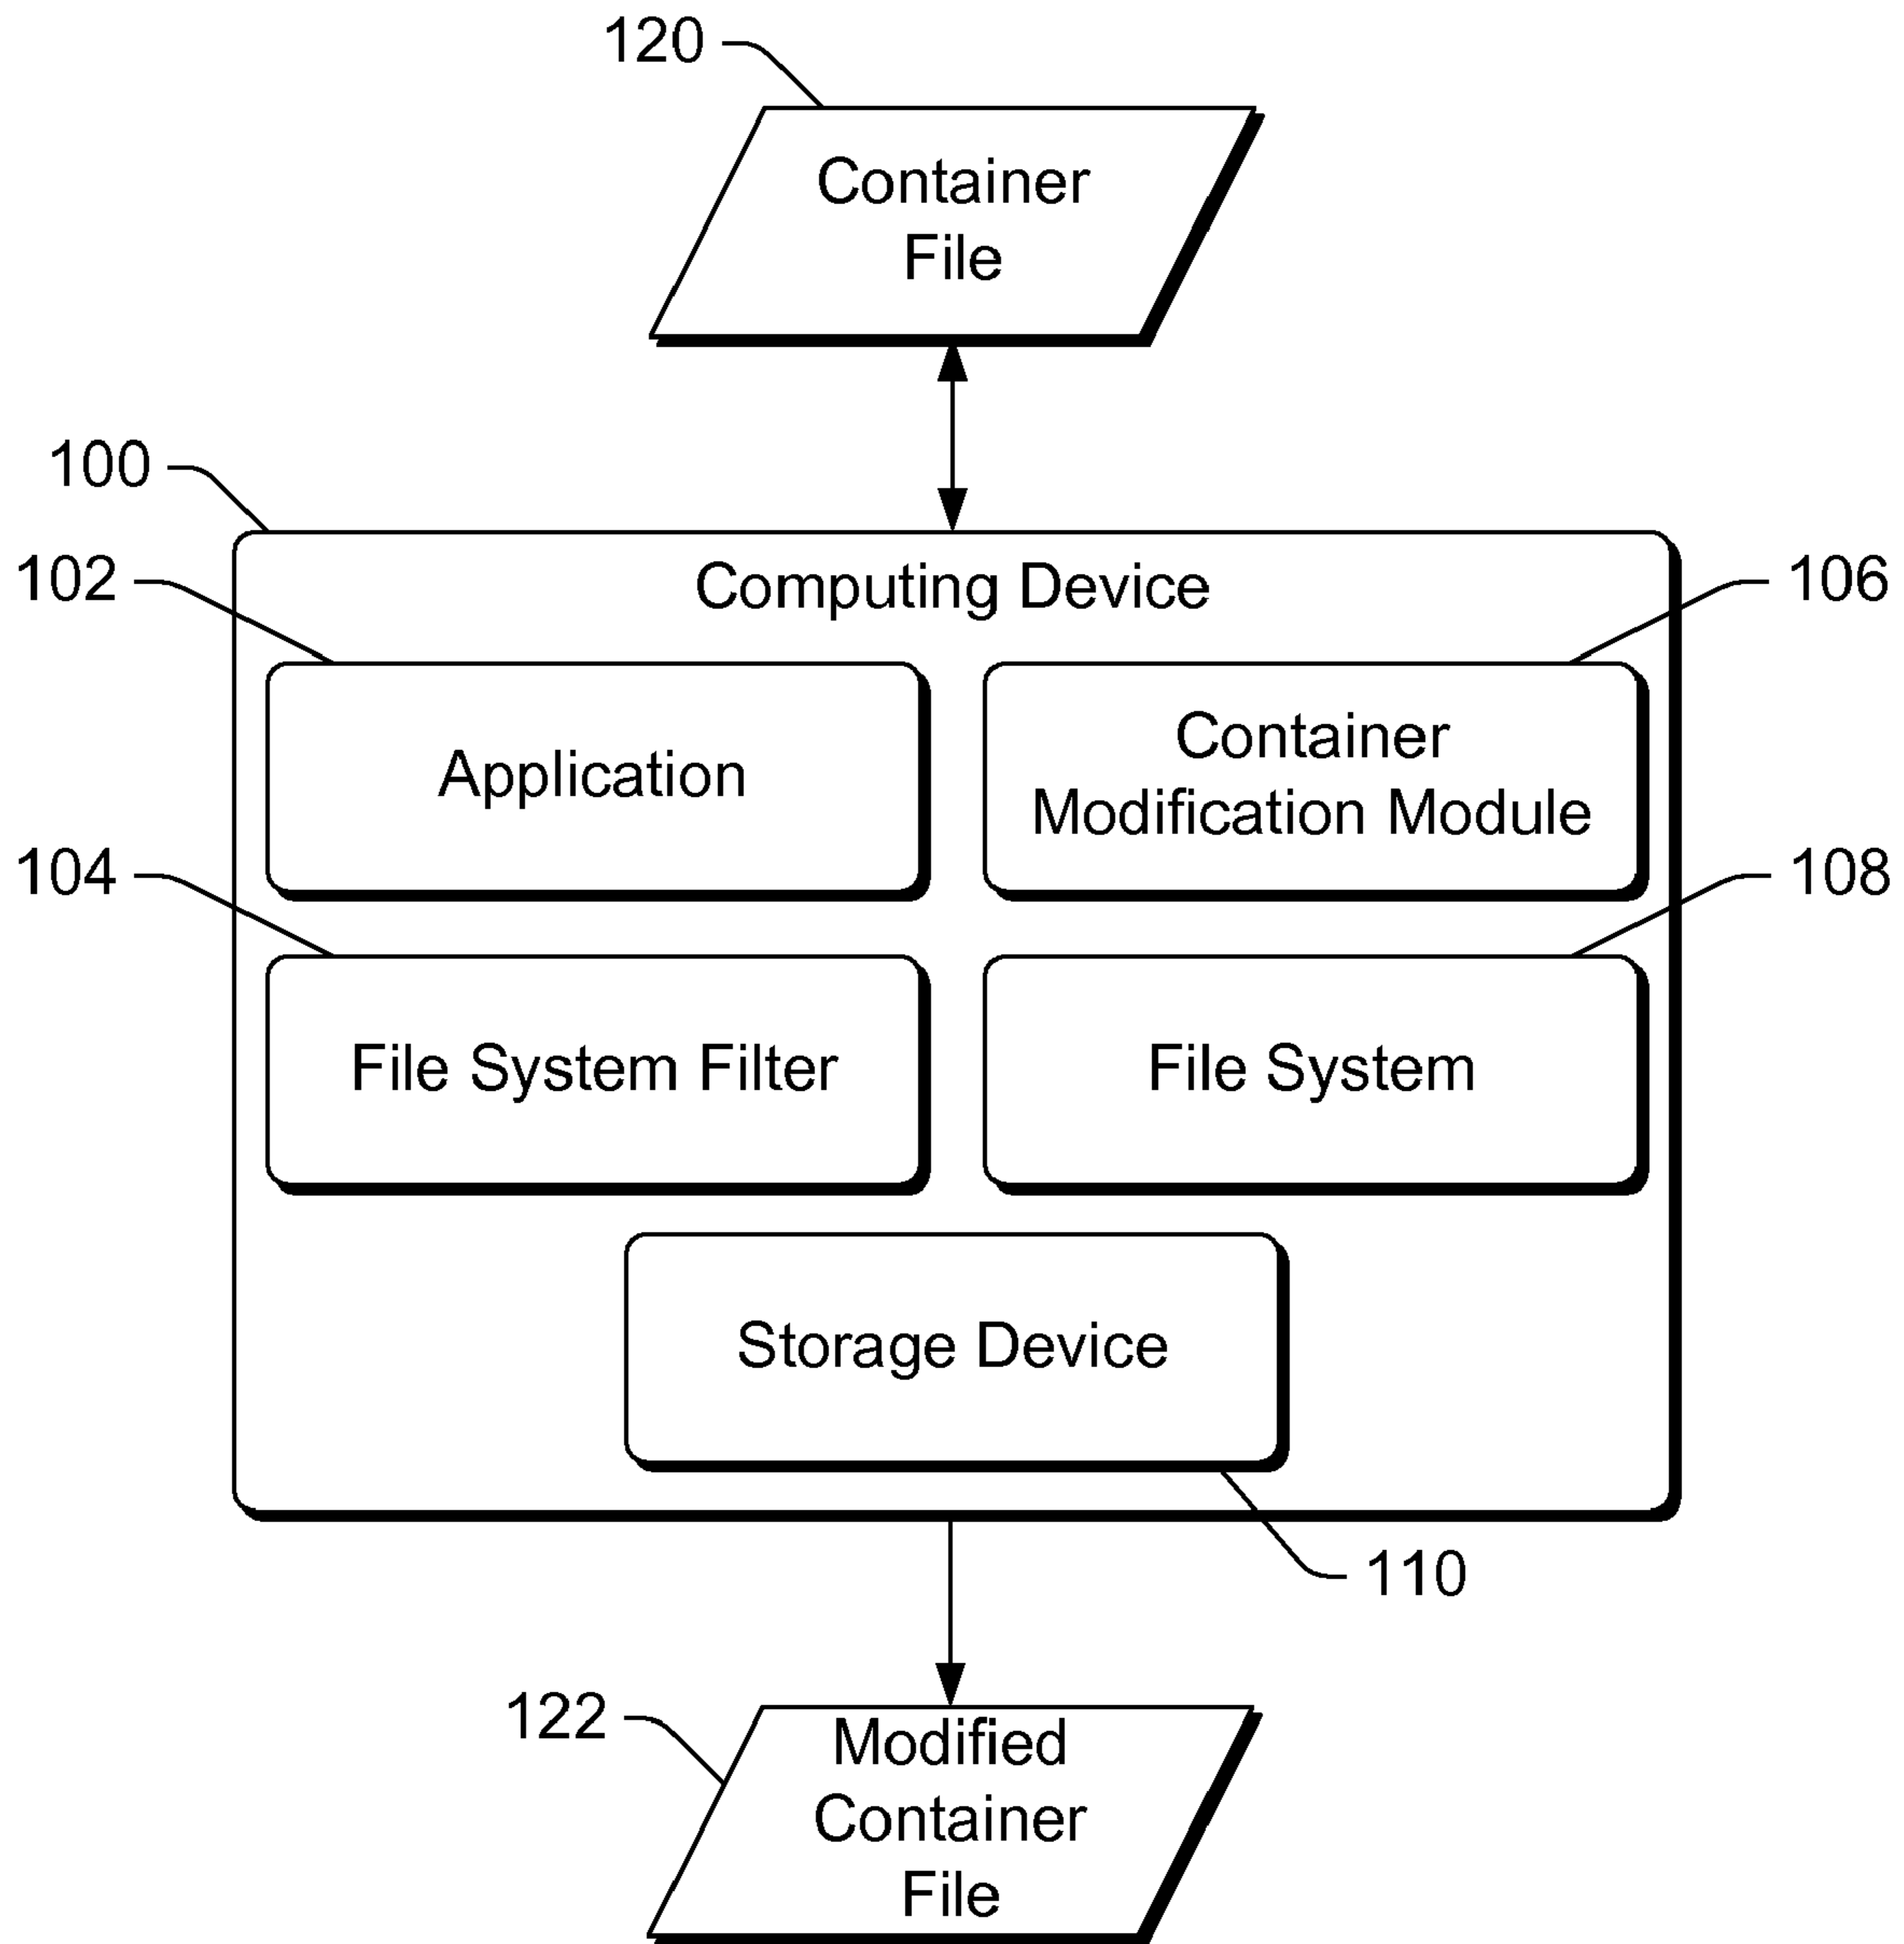 120
Container
File
100
Computing Device
102
106
Application
Container
Modification Module
104
108
File System Filter
File System
Storage Device
110
122
Modified
Container
File